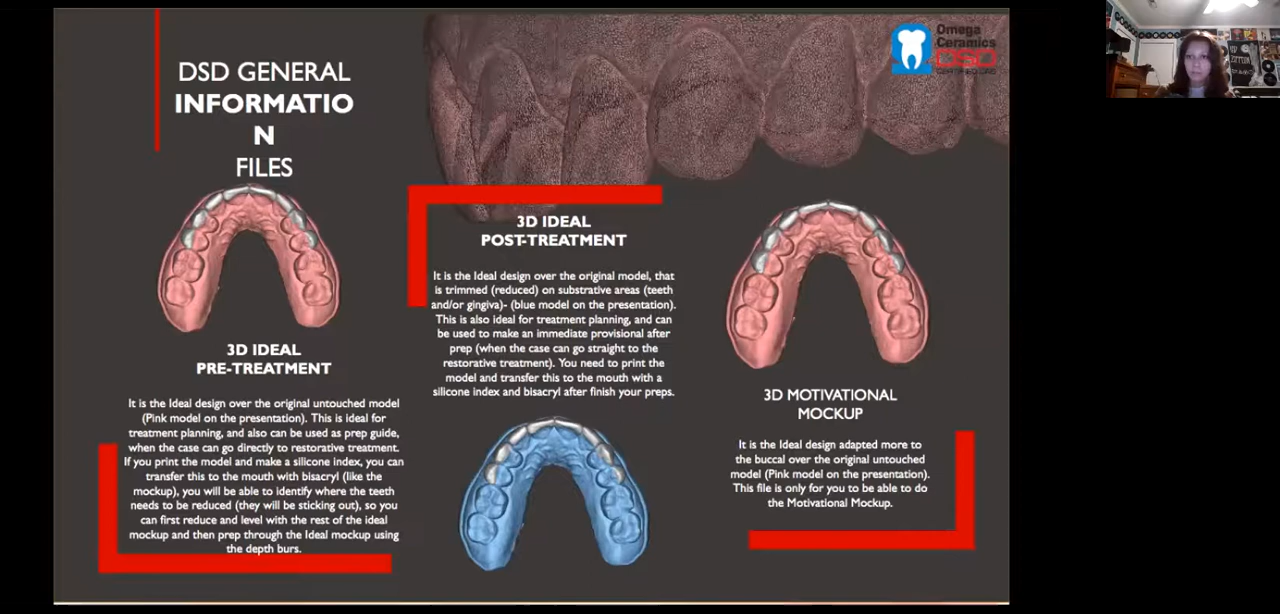 DSD GENERAL
INFORMATIO
N
FILES
Omega
Ceramics
DSD
3D IDEAL
PRE-TREATMENT
It is the Ideal design over the original untouched model
(Pink model on the presentation). This is ideal for
treatment planning, and also can be used as prep guide,
when the case can go directly to restorative treatment.
If you print the model and make a silicone index, you can
transfer this to the mouth with bisacryl (like the
mockup), you will be able to identify where the teeth
needs to be reduced (they will be sticking out), so you
can first reduce and level with the rest of the ideal
mockup and then prep through the Ideal mockup using
the depth burs.
3D IDEAL
POST-TREATMENT
It is the Ideal design over the original model, that
is trimmed (reduced) on substrative areas (teeth
and/or gingiva)- (blue model on the presentation).
This is also ideal for treatment planning, and can
be used to make an immediate provisional after
prep (when the case can go straight to the
restorative treatment). You need to print the
model and transfer this to the mouth with a
silicone index and bisacryl after finish your preps.
3D MOTIVATIONAL
MOCKUP
It is the Ideal design adapted more to
the buccal over the original untouched
model (Pink model on the presentation).
This file is only for you to be able to do
the Motivational Mockup.